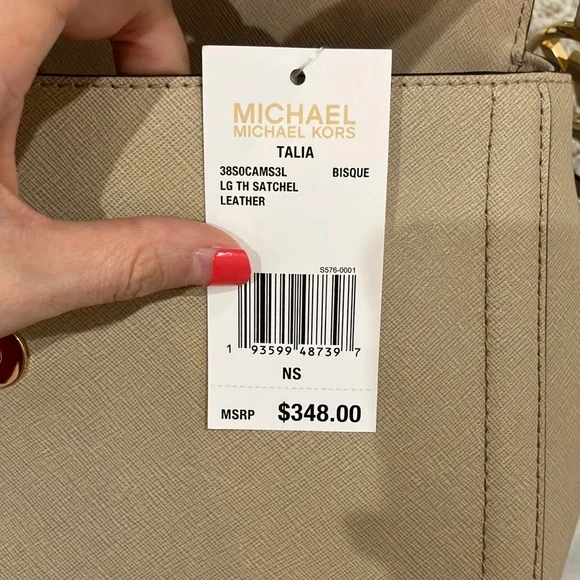 MICHAEL
MICHAEL KORS
TALIA
38S0CAMS3L BISQUE
LG TH SATCHEL
LEATHER
S576-0001
1 93599 48739 7
NS
MSRP $348.00